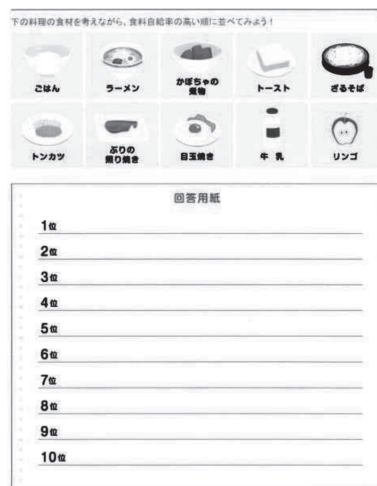 下の料理の食材を考えながら、食料自給率の高い順に並べてみよう！
ごはん
ラーメン
かぼちゃの
煮物
トースト
ざるそば
トンカツ
ぶりの
照り焼き
目玉焼き
牛 乳
リンゴ
回答用紙
1位
2位
3位
4位
5位
6位
7位
8位
9位
10位